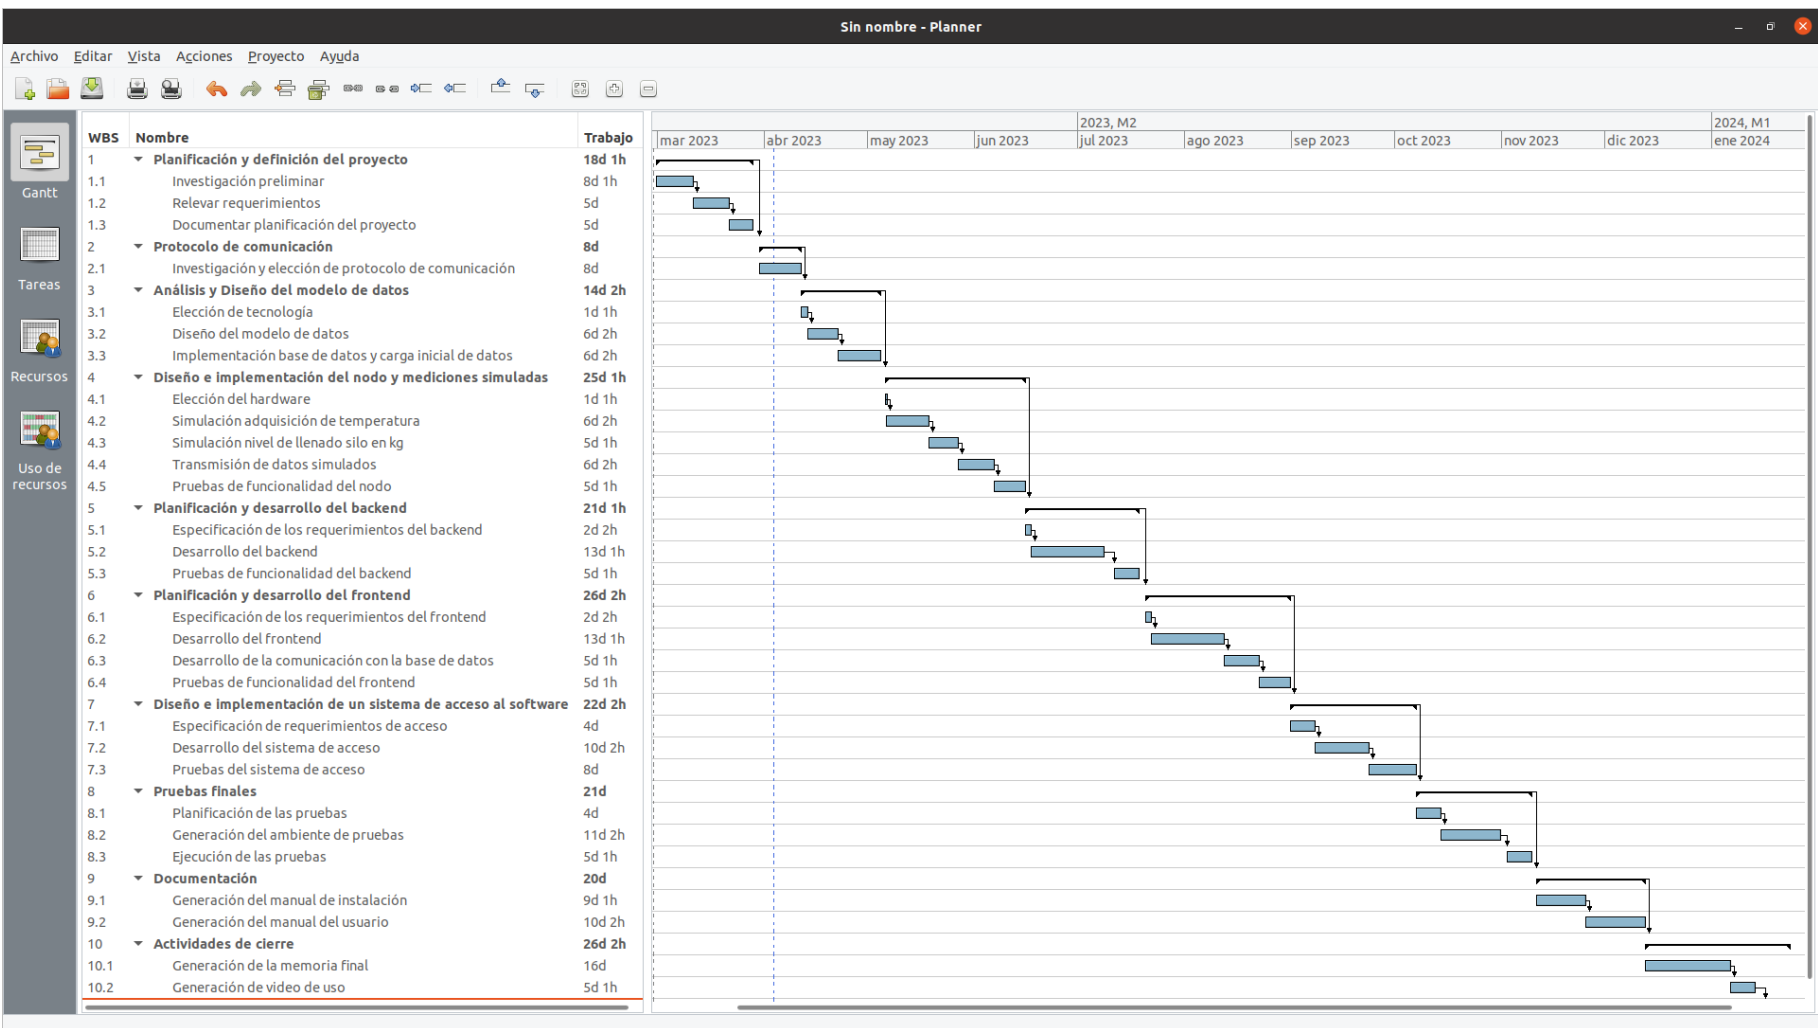 Sin nombre - Planner
Archivo Editar Vista Acciones Proyecto Ayuda
Gantt
Tareas
Recursos
Uso de
recursos
WBS Nombre Trabajo
1 Planificación y definición del proyecto 18d 1h
1.1 Investigación preliminar 8d 1h
1.2 Relevar requerimientos 5d
1.3 Documentar planificación del proyecto 5d
2 Protocolo de comunicación 8d
2.1 Investigación y elección de protocolo de comunicación 8d
3 Análisis y Diseño del modelo de datos 14d 2h
3.1 Elección de tecnología 1d 1h
3.2 Diseño del modelo de datos 6d 2h
3.3 Implementación base de datos y carga inicial de datos 6d 2h
4 Diseño e implementación del nodo y mediciones simuladas 25d 1h
4.1 Elección del hardware 1d 1h
4.2 Simulación adquisición de temperatura 6d 2h
4.3 Simulación nivel de llenado silo en kg 5d 1h
4.4 Transmisión de datos simulados 6d 2h
4.5 Pruebas de funcionalidad del nodo 5d 1h
5 Planificación y desarrollo del backend 21d 1h
5.1 Especificación de los requerimientos del backend 2d 2h
5.2 Desarrollo del backend 13d 1h
5.3 Pruebas de funcionalidad del backend 5d 1h
6 Planificación y desarrollo del frontend 26d 2h
6.1 Especificación de los requerimientos del frontend 2d 2h
6.2 Desarrollo del frontend 13d 1h
6.3 Desarrollo de la comunicación con la base de datos 5d 1h
6.4 Pruebas de funcionalidad del frontend 5d 1h
7 Diseño e implementación de un sistema de acceso al software 22d 2h
7.1 Especificación de requerimientos de acceso 4d
7.2 Desarrollo del sistema de acceso 10d 2h
7.3 Pruebas del sistema de acceso 8d
8 Pruebas finales 21d
8.1 Planificación de las pruebas 4d
8.2 Generación del ambiente de pruebas 11d 2h
8.3 Ejecución de las pruebas 5d 1h
9 Documentación 20d
9.1 Generación del manual de instalación 9d 1h
9.2 Generación del manual del usuario 10d 2h
10 Actividades de cierre 26d 2h
10.1 Generación de la memoria final 16d
10.2 Generación de video de uso 5d 1h
2023, M2 2024, M1
mar 2023 abr 2023 may 2023 jun 2023 jul 2023 ago 2023 sep 2023 oct 2023 nov 2023 dic 2023 ene 2024